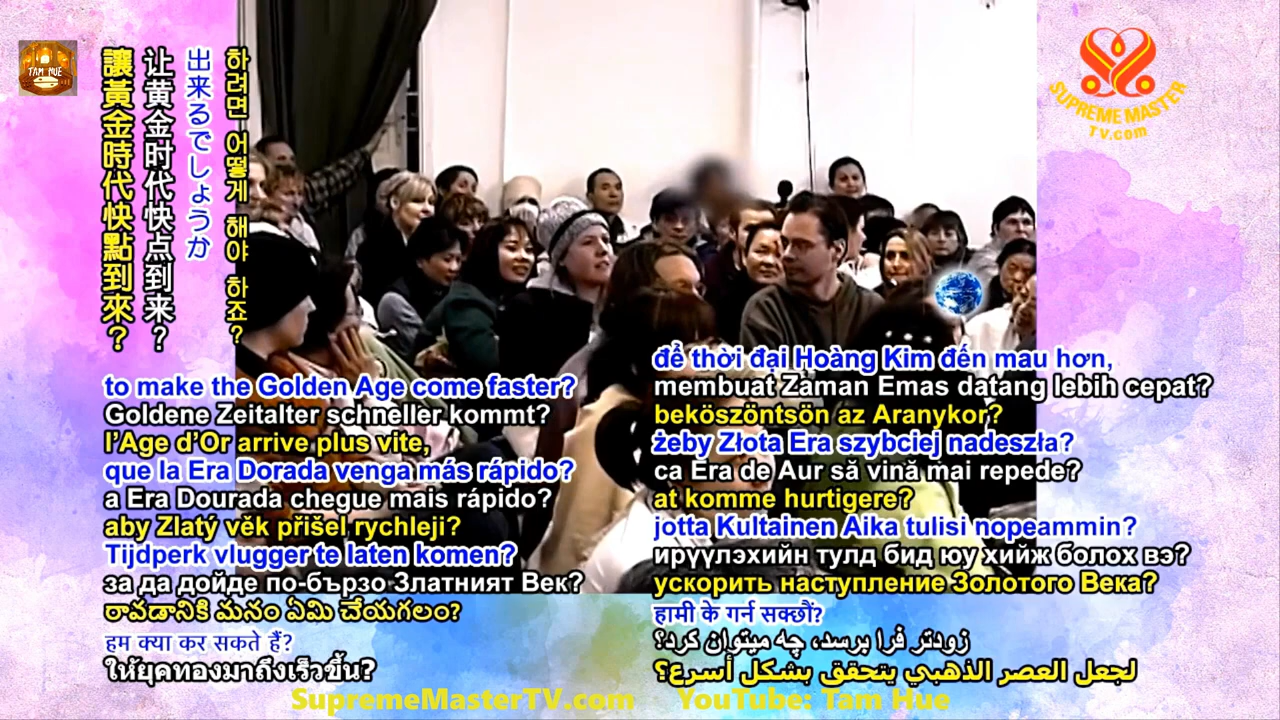 TAM HUE
SUPREME MASTER
TV.com
讓黃金時代快點到來？
让黄金时代快点到来？
出来るでしょうか
하려면 어떻게 해야 하죠?
to make the Golden Age come faster?
Goldene Zeitalter schneller kommt?
l'Age d'Or arrive plus vite,
que la Era Dorada venga más rápido?
a Era Dourada chegue mais rápido?
aby Zlatý věk přišel rychleji?
Tijdperk vlugger te laten komen?
за да дойде по-бързо Златният Век?
రావడానికి మనం ఏమి చేయగలం?
हम क्या कर सकते हैं?
ให้ยุคทองมาถึงเร็วขึ้น?
để thời đại Hoàng Kim đến mau hơn,
membuat Zaman Emas datang lebih cepat?
beköszöntsön az Aranykor?
żeby Złota Era szybciej nadeszła?
ca Era de Aur să vină mai repede?
at komme hurtigere?
jotta Kultainen Aika tulisi nopeammin?
ирүүлэхийн тулд бид юу хийж болох вэ?
ускорить наступление Золотого Века?
हामी के गर्न सक्छौं?
زودتر فرا برسد، چه میتوان کرد؟
لجعل العصر الذهبي يتحقق بشكل أسرع؟
SupremeMasterTV.com YouTube: Tam Hue